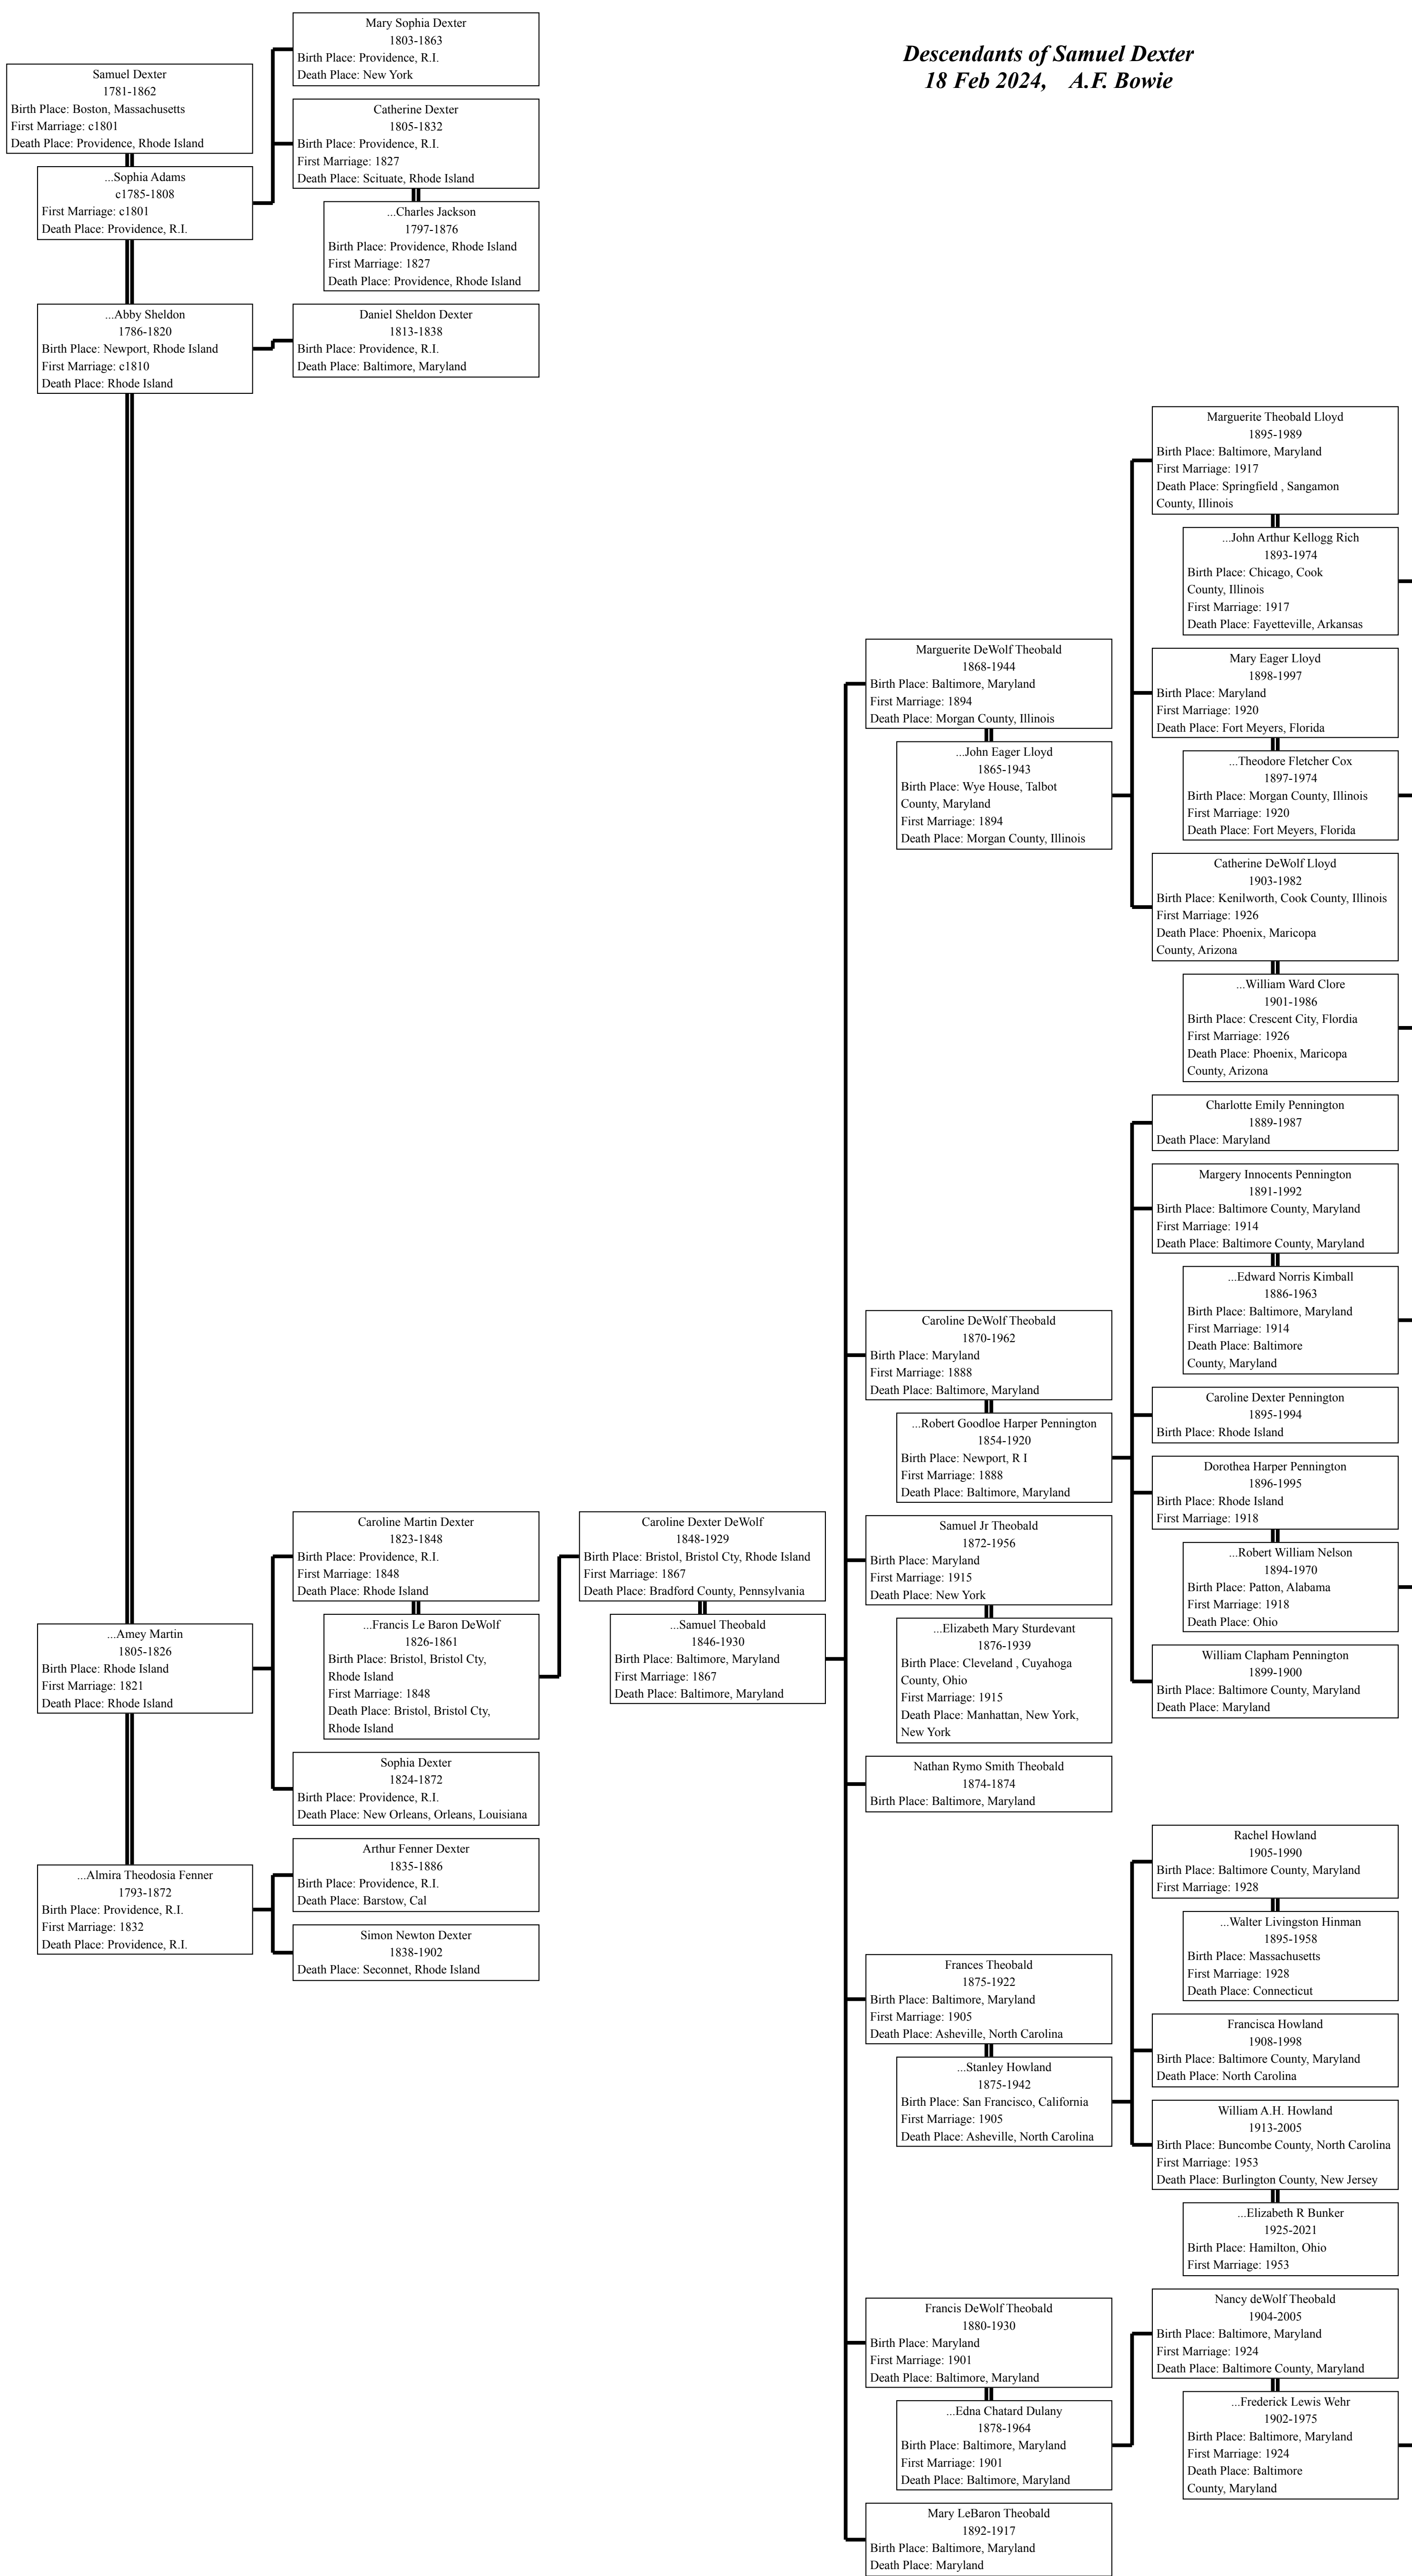 Descendants of Samuel Dexter
18 Feb 2024, A.F. Bowie
Samuel Dexter
1781-1862
Birth Place: Boston, Massachusetts
First Marriage: c1801
Death Place: Providence, Rhode Island
...Sophia Adams
c1785-1808
First Marriage: c1801
Death Place: Providence, R.I.
Mary Sophia Dexter
1803-1863
Birth Place: Providence, R.I.
Death Place: New York
Catherine Dexter
1805-1832
Birth Place: Providence, R.I.
First Marriage: 1827
Death Place: Scituate, Rhode Island
...Charles Jackson
1797-1876
Birth Place: Providence, Rhode Island
First Marriage: 1827
Death Place: Providence, Rhode Island
...Abby Sheldon
1786-1820
Birth Place: Newport, Rhode Island
First Marriage: c1810
Death Place: Rhode Island
Daniel Sheldon Dexter
1813-1838
Birth Place: Providence, R.I.
Death Place: Baltimore, Maryland
...Amey Martin
1805-1826
Birth Place: Rhode Island
First Marriage: 1821
Death Place: Rhode Island
Caroline Martin Dexter
1823-1848
Birth Place: Providence, R.I.
First Marriage: 1848
Death Place: Rhode Island
...Francis Le Baron DeWolf
1826-1861
Birth Place: Bristol, Bristol Cty,
Rhode Island
First Marriage: 1848
Death Place: Bristol, Bristol Cty,
Rhode Island
Caroline Dexter DeWolf
1848-1929
Birth Place: Bristol, Bristol Cty, Rhode Island
First Marriage: 1867
Death Place: Bradford County, Pennsylvania
...Samuel Theobald
1846-1930
Birth Place: Baltimore, Maryland
First Marriage: 1867
Death Place: Baltimore, Maryland
Marguerite DeWolf Theobald
1868-1944
Birth Place: Baltimore, Maryland
First Marriage: 1894
Death Place: Morgan County, Illinois
...John Eager Lloyd
1865-1943
Birth Place: Wye House, Talbot
County, Maryland
First Marriage: 1894
Death Place: Morgan County, Illinois
Marguerite Theobald Lloyd
1895-1989
Birth Place: Baltimore, Maryland
First Marriage: 1917
Death Place: Springfield , Sangamon
County, Illinois
...John Arthur Kellogg Rich
1893-1974
Birth Place: Chicago, Cook
County, Illinois
First Marriage: 1917
Death Place: Fayetteville, Arkansas
Mary Eager Lloyd
1898-1997
Birth Place: Maryland
First Marriage: 1920
Death Place: Fort Meyers, Florida
...Theodore Fletcher Cox
1897-1974
Birth Place: Morgan County, Illinois
First Marriage: 1920
Death Place: Fort Meyers, Florida
Catherine DeWolf Lloyd
1903-1982
Birth Place: Kenilworth, Cook County, Illinois
First Marriage: 1926
Death Place: Phoenix, Maricopa
County, Arizona
...William Ward Clore
1901-1986
Birth Place: Crescent City, Flordia
First Marriage: 1926
Death Place: Phoenix, Maricopa
County, Arizona
Caroline DeWolf Theobald
1870-1962
Birth Place: Maryland
First Marriage: 1888
Death Place: Baltimore, Maryland
...Robert Goodloe Harper Pennington
1854-1920
Birth Place: Newport, R I
First Marriage: 1888
Death Place: Baltimore, Maryland
Charlotte Emily Pennington
1889-1987
Death Place: Maryland
Margery Innocents Pennington
1891-1992
Birth Place: Baltimore County, Maryland
First Marriage: 1914
Death Place: Baltimore County, Maryland
...Edward Norris Kimball
1886-1963
Birth Place: Baltimore, Maryland
First Marriage: 1914
Death Place: Baltimore
County, Maryland
Caroline Dexter Pennington
1895-1994
Birth Place: Rhode Island
Dorothea Harper Pennington
1896-1995
Birth Place: Rhode Island
First Marriage: 1918
...Robert William Nelson
1894-1970
Birth Place: Patton, Alabama
First Marriage: 1918
Death Place: Ohio
William Clapham Pennington
1899-1900
Birth Place: Baltimore County, Maryland
Death Place: Maryland
Samuel Jr Theobald
1872-1956
Birth Place: Maryland
First Marriage: 1915
Death Place: New York
...Elizabeth Mary Sturdevant
1876-1939
Birth Place: Cleveland , Cuyahoga
County, Ohio
First Marriage: 1915
Death Place: Manhattan, New York,
New York
Nathan Rymo Smith Theobald
1874-1874
Birth Place: Baltimore, Maryland
Frances Theobald
1875-1922
Birth Place: Baltimore, Maryland
First Marriage: 1905
Death Place: Asheville, North Carolina
...Stanley Howland
1875-1942
Birth Place: San Francisco, California
First Marriage: 1905
Death Place: Asheville, North Carolina
Rachel Howland
1905-1990
Birth Place: Baltimore County, Maryland
First Marriage: 1928
...Walter Livingston Hinman
1895-1958
Birth Place: Massachusetts
First Marriage: 1928
Death Place: Connecticut
Francisca Howland
1908-1998
Birth Place: Baltimore County, Maryland
Death Place: North Carolina
William A.H. Howland
1913-2005
Birth Place: Buncombe County, North Carolina
First Marriage: 1953
Death Place: Burlington County, New Jersey
...Elizabeth R Bunker
1925-2021
Birth Place: Hamilton, Ohio
First Marriage: 1953
Francis DeWolf Theobald
1880-1930
Birth Place: Maryland
First Marriage: 1901
Death Place: Baltimore, Maryland
...Edna Chatard Dulany
1878-1964
Birth Place: Baltimore, Maryland
First Marriage: 1901
Death Place: Baltimore, Maryland
Nancy deWolf Theobald
1904-2005
Birth Place: Baltimore, Maryland
First Marriage: 1924
Death Place: Baltimore County, Maryland
...Frederick Lewis Wehr
1902-1975
Birth Place: Baltimore, Maryland
First Marriage: 1924
Death Place: Baltimore
County, Maryland
Mary LeBaron Theobald
1892-1917
Birth Place: Baltimore, Maryland
Death Place: Maryland
Sophia Dexter
1824-1872
Birth Place: Providence, R.I.
Death Place: New Orleans, Orleans, Louisiana
...Almira Theodosia Fenner
1793-1872
Birth Place: Providence, R.I.
First Marriage: 1832
Death Place: Providence, R.I.
Arthur Fenner Dexter
1835-1886
Birth Place: Providence, R.I.
Death Place: Barstow, Cal
Simon Newton Dexter
1838-1902
Death Place: Seconnet, Rhode Island